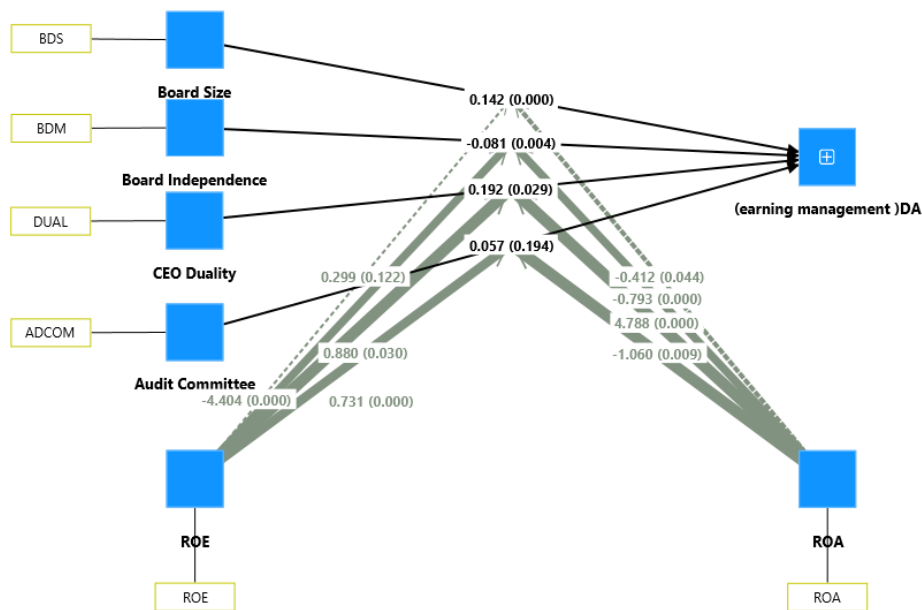 BDS
Board Size
0.142 (0.000)
BDM
-0.081 (0.004)
Board Independence
0.192 (0.029)
(earning management )DA
DUAL
0.057 (0.194)
CEO Duality
0.299 (0.122)
-0.412 (0.044)
-0.793 (0.000)
ADCOM
4.788 (0.000)
0.880 (0.030)
-1.060 (0.009)
Audit Committee
-4.404 (0.000)
0.731 (0.000)
ROE
ROA
ROE
ROA